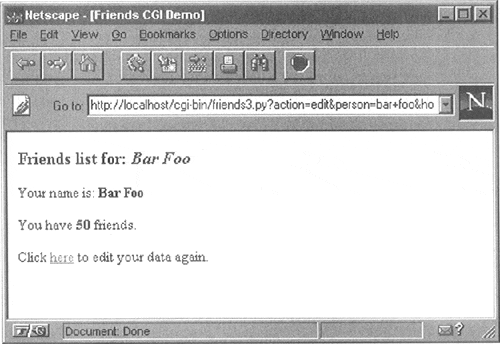 Netscape - [Friends CGI Demo]
File Edit View Go Bookmarks Options Directory Window Help
Go to: http://localhost/cgi-bin/friends3.py?action=edit&person=bar+foo&ho
N
Friends list for: Bar Foo
Your name is: Bar Foo
You have 50 friends.
Click here to edit your data again.
Document: Done
?